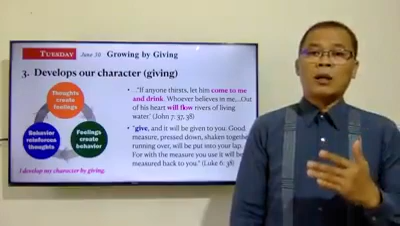 TUESDAY June 30 Growing by Giving
3. Develops our character (giving)
Thoughts
create
feelings
Behavior
reinforces
thoughts
Feelings
create
behavior
I develop my character by giving.
• . "If anyone thirsts, let him come to me
and drink. Whoever believes in me,...Out
of his heart will flow rivers of living
water.' (John 7: 37, 38)
• "give, and it will be given to you. Good
measure, pressed down, shaken together
running over, will be put into your lap.
For with the measure you use it will be
measured back to you." (Luke 6: 38)